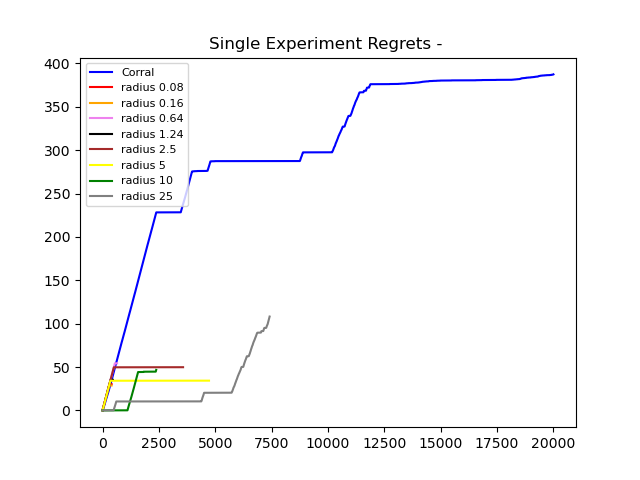 Single Experiment Regrets -
400
350
300
250
200
150
100
50
0
Corral
radius 0.08
radius 0.16
radius 0.64
radius 1.24
radius 2.5
radius 5
radius 10
radius 25
0 2500 5000 7500 10000 12500 15000 17500 20000